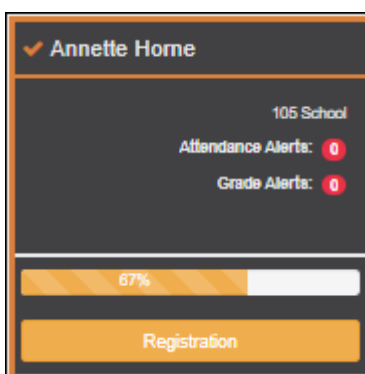 Annette Horne
105 School
Attendance Alerts: 0
Grade Alerts: 0
67%
Registration